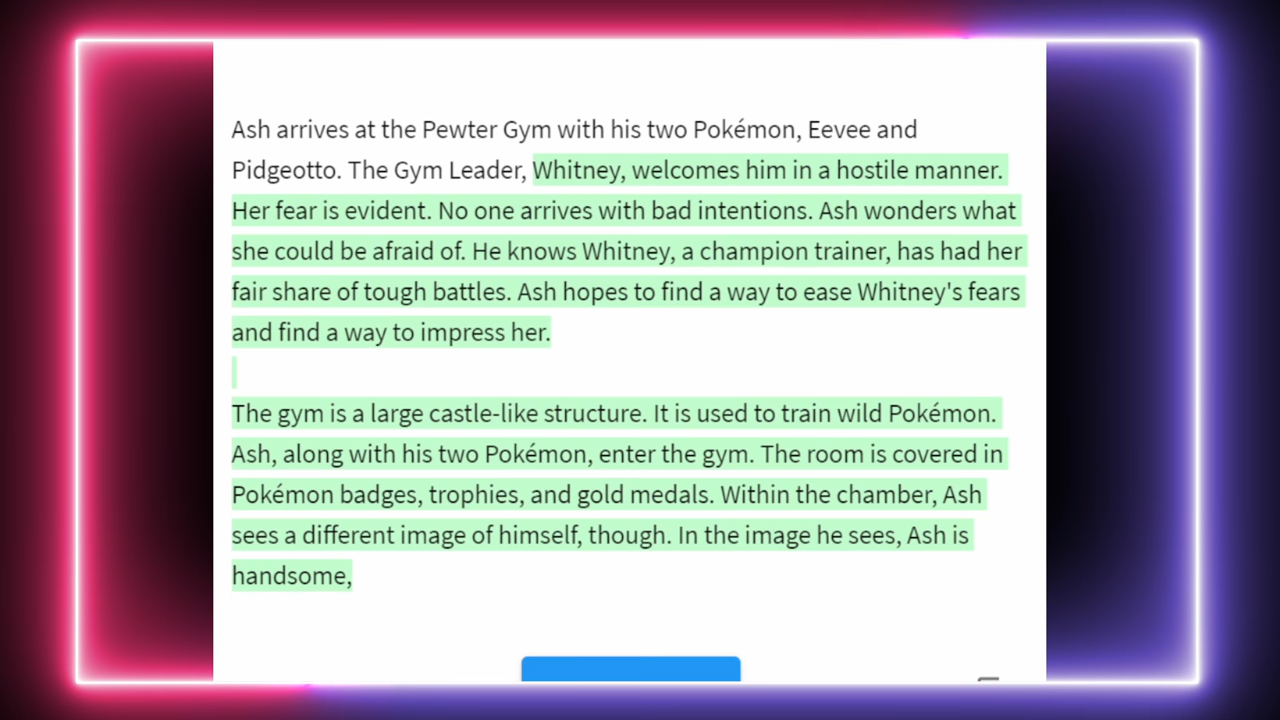 Ash arrives at the Pewter Gym with his two Pokémon, Eevee and
Pidgeotto. The Gym Leader, Whitney, welcomes him in a hostile manner.
Her fear is evident. No one arrives with bad intentions. Ash wonders what
she could be afraid of. He knows Whitney, a champion trainer, has had her
fair share of tough battles. Ash hopes to find a way to ease Whitney's fears
and find a way to impress her.
The gym is a large castle-like structure. It is used to train wild Pokémon.
Ash, along with his two Pokémon, enter the gym. The room is covered in
Pokémon badges, trophies, and gold medals. Within the chamber, Ash
sees a different image of himself, though. In the image he sees, Ash is
handsome,